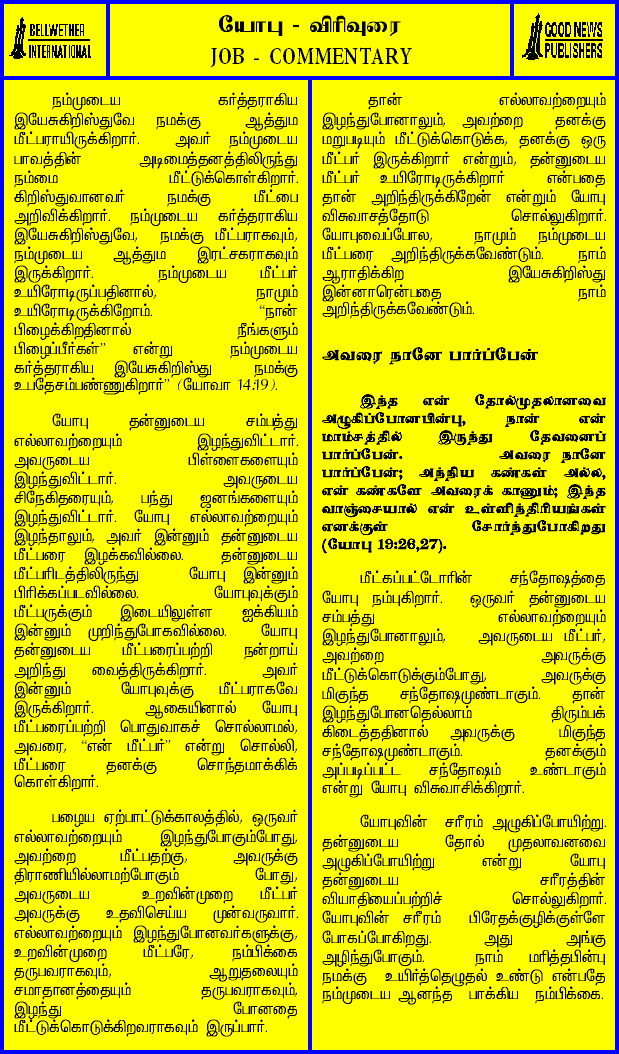 BELLWETHER
INTERNATIONAL
யோபு - விரிவுரை
JOB - COMMENTARY
GOOD NEWS
PUBLISHERS
நம்முடைய கர்த்தராகிய
இயேசுகிறிஸ்துவே நமக்கு ஆத்தும
மீட்பராயிருக்கிறார். அவர் நம்முடைய
பாவத்தின் அடிமைத்தனத்திலிருந்து
நம்மை மீட்டுக்கொள்கிறார்.
கிறிஸ்துவானவர் நமக்கு மீட்பை
அறிவிக்கிறார். நம்முடைய கர்த்தராகிய
இயேசுகிறிஸ்துவே, நமக்கு மீட்பராகவும்,
நம்முடைய ஆத்தும இரட்சகராகவும்
இருக்கிறார். நம்முடைய மீட்பர்
உயிரோடிருப்பதினால், நாமும்
உயிரோடிருக்கிறோம். “நான்
பிழைக்கிறதினால் நீங்களும்
பிழைப்பீர்கள்” என்று நம்முடைய
கர்த்தராகிய இயேசுகிறிஸ்து நமக்கு
உபதேசம்பண்ணுகிறார்” (யோவா 14:19).
யோபு தன்னுடைய சம்பத்து
எல்லாவற்றையும் இழந்துவிட்டார்.
அவருடைய பிள்ளைகளையும்
இழந்துவிட்டார். அவருடைய
சிநேகிதரையும், பந்து ஜனங்களையும்
இழந்துவிட்டார். யோபு எல்லாவற்றையும்
இழந்தாலும், அவர் இன்னும் தன்னுடைய
மீட்பரை இழக்கவில்லை. தன்னுடைய
மீட்பரிடத்திலிருந்து யோபு இன்னும்
பிரிக்கப்படவில்லை. யோபுவுக்கும்
மீட்பருக்கும் இடையிலுள்ள ஐக்கியம்
இன்னும் முறிந்துபோகவில்லை. யோபு
தன்னுடைய மீட்பரைப்பற்றி நன்றாய்
அறிந்து வைத்திருக்கிறார். அவர்
இன்னும் யோபுவுக்கு மீட்பராகவே
இருக்கிறார். ஆகையினால் யோபு
மீட்பரைப்பற்றி பொதுவாகச் சொல்லாமல்,
அவரை, “என் மீட்பர்” என்று சொல்லி,
மீட்பரை தனக்கு சொந்தமாக்கிக்
கொள்கிறார்.
பழைய ஏற்பாட்டுக்காலத்தில், ஒருவர்
எல்லாவற்றையும் இழந்துபோகும்போது,
அவற்றை மீட்பதற்கு, அவருக்கு
திராணியில்லாமற்போகும் போது,
அவருடைய உறவின்முறை மீட்பர்
அவருக்கு உதவிசெய்ய முன்வருவார்.
எல்லாவற்றையும் இழந்துபோனவர்களுக்கு,
உறவின்முறை மீட்பரே, நம்பிக்கை
தருபவராகவும், ஆறுதலையும்
சமாதானத்தையும் தருபவராகவும்,
இழந்து போனதை
மீட்டுக்கொடுக்கிறவராகவும் இருப்பார்.
தான் எல்லாவற்றையும்
இழந்துபோனாலும், அவற்றை தனக்கு
மறுபடியும் மீட்டுக்கொடுக்க, தனக்கு ஒரு
மீட்பர் இருக்கிறார் என்றும், தன்னுடைய
மீட்பர் உயிரோடிருக்கிறார் என்பதை
தான் அறிந்திருக்கிறேன் என்றும் யோபு
விசுவாசத்தோடு சொல்லுகிறார்.
யோபுவைப்போல, நாமும் நம்முடைய
மீட்பரை அறிந்திருக்கவேண்டும். நாம்
ஆராதிக்கிற இயேசுகிறிஸ்து
இன்னாரென்பதை நாம்
அறிந்திருக்கவேண்டும்.
அவரை நானே பார்ப்பேன்
இந்த என் தோல்முதலானவை
அழுகிப்போனபின்பு, நான் என்
மாம்சத்தில் இருந்து தேவனைப்
பார்ப்பேன். அவரை நானே
பார்ப்பேன்; அந்நிய கண்கள் அல்ல,
என் கண்களே அவரைக் காணும்; இந்த
வாஞ்சையால் என் உள்ளிந்திரியங்கள்
எனக்குள் சோர்ந்துபோகிறது
(யோபு 19:26,27).
மீட்கப்பட்டோரின் சந்தோஷத்தை
யோபு நம்புகிறார். ஒருவர் தன்னுடைய
சம்பத்து எல்லாவற்றையும்
இழந்துபோனாலும், அவருடைய மீட்பர்,
அவற்றை அவருக்கு
மீட்டுக்கொடுக்கும்போது, அவருக்கு
மிகுந்த சந்தோஷமுண்டாகும். தான்
இழந்துபோனதெல்லாம் திரும்பக்
கிடைத்ததினால் அவருக்கு மிகுந்த
சந்தோஷமுண்டாகும். தனக்கும்
அப்படிப்பட்ட சந்தோஷம் உண்டாகும்
என்று யோபு விசுவாசிக்கிறார்.
யோபுவின் சரீரம் அழுகிப்போயிற்று.
தன்னுடைய தோல் முதலாவனவை
அழுகிப்போயிற்று என்று யோபு
தன்னுடைய சரீரத்தின்
வியாதியைப்பற்றிச் சொல்லுகிறார்.
யோபுவின் சரீரம் பிரேதக்குழிக்குள்ளே
போகப்போகிறது. அது அங்கு
அழிந்துபோகும். நாம் மரித்தபின்பு
நமக்கு உயிர்த்தெழுதல் உண்டு என்பதே
நம்முடைய ஆனந்த பாக்கிய நம்பிக்கை.